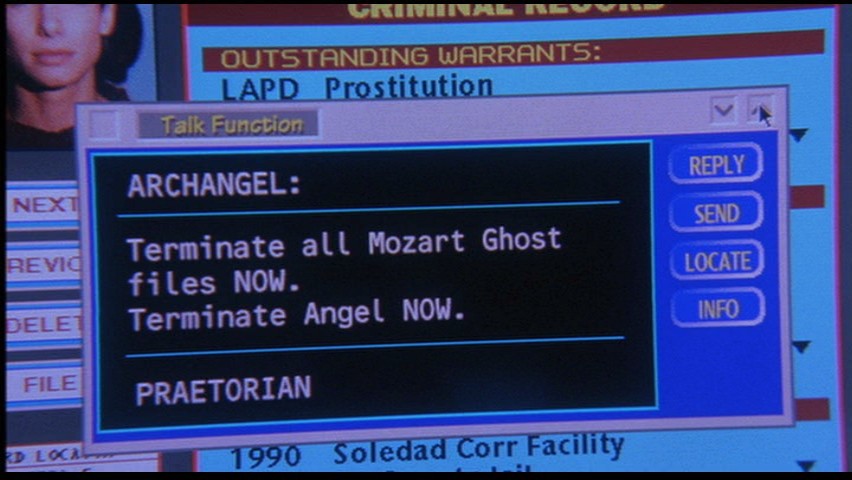 CRIMINAL RECORD
OUTSTANDING WARRANTS:
LAPD Prostitution
Talk Function
ARCHANGEL:
Terminate all Mozart Ghost
files NOW.
Terminate Angel NOW.
PRAETORIAN
REPLY
SEND
LOCATE
INFO
NEXT
FILE
1990 Soledad Corr Facility